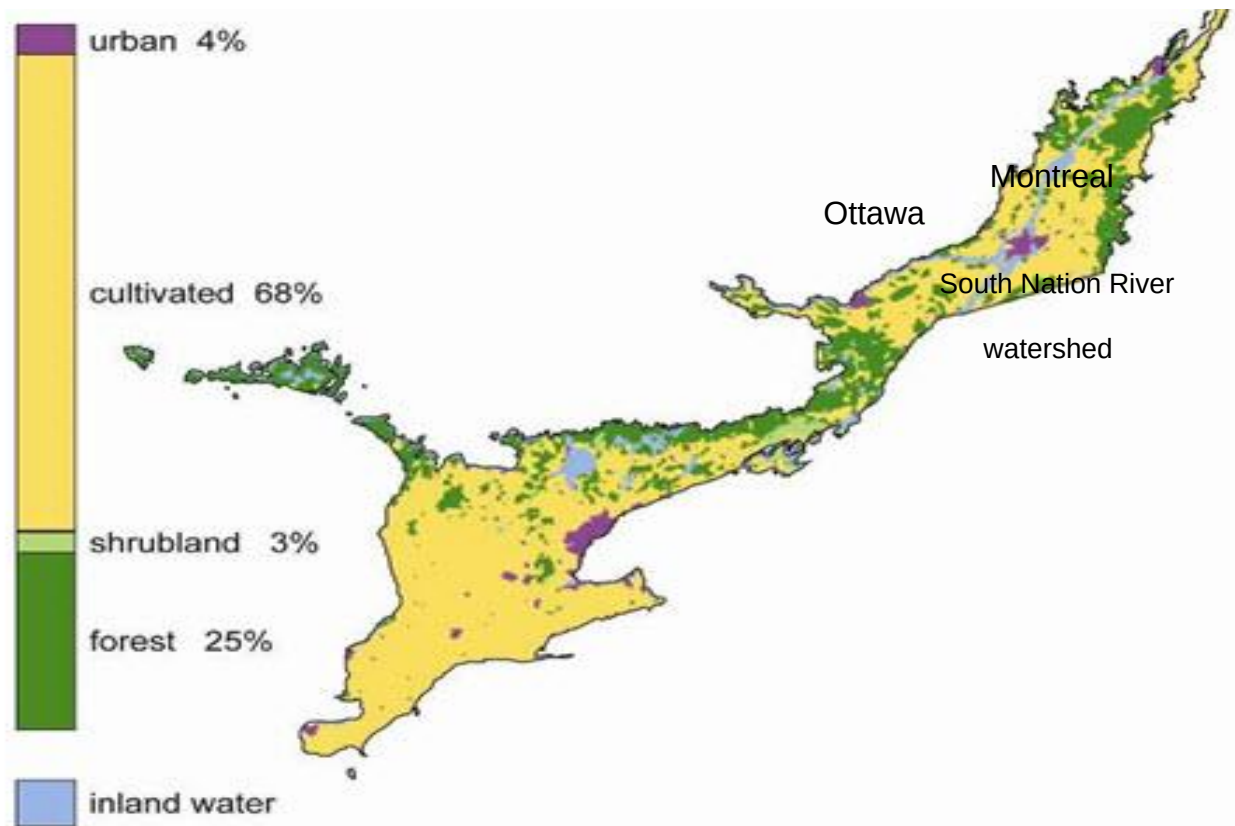 urban 4%
Montreal
Ottawa
South Nation River
cultivated 68%
watershed
shrubland 3%
forest 25%
inland water